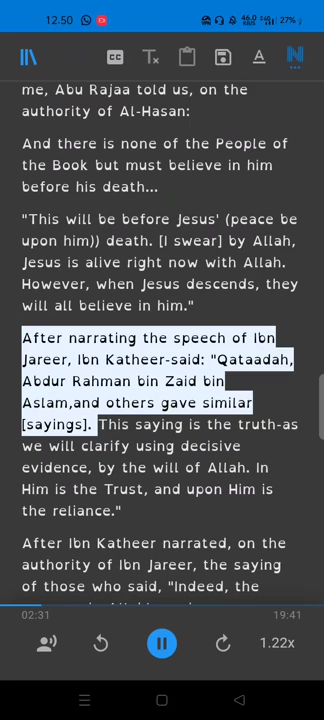 12.50
46.0 KB/S
27%
CC
me, Abu Rajaa told us, on the
authority of Al-Hasan:
And there is none of the People of
the Book but must believe in him
before his death...
"This will be before Jesus' (peace be
upon him)) death. [I swear] by Allah,
Jesus is alive right now with Allah.
However, when Jesus descends, they
will all believe in him."
After narrating the speech of Ibn
Jareer, Ibn Katheer-said: "Qataadah,
Abdur Rahman bin Zaid bin
Aslam,and others gave similar
[sayings]. This saying is the truth-as
we will clarify using decisive
evidence, by the will of Allah. In
Him is the Trust, and upon Him is
the reliance."
After Ibn Katheer narrated, on the
authority of Ibn Jareer, the saying
of those who said, "Indeed, the
02:31
19:41
1.22x